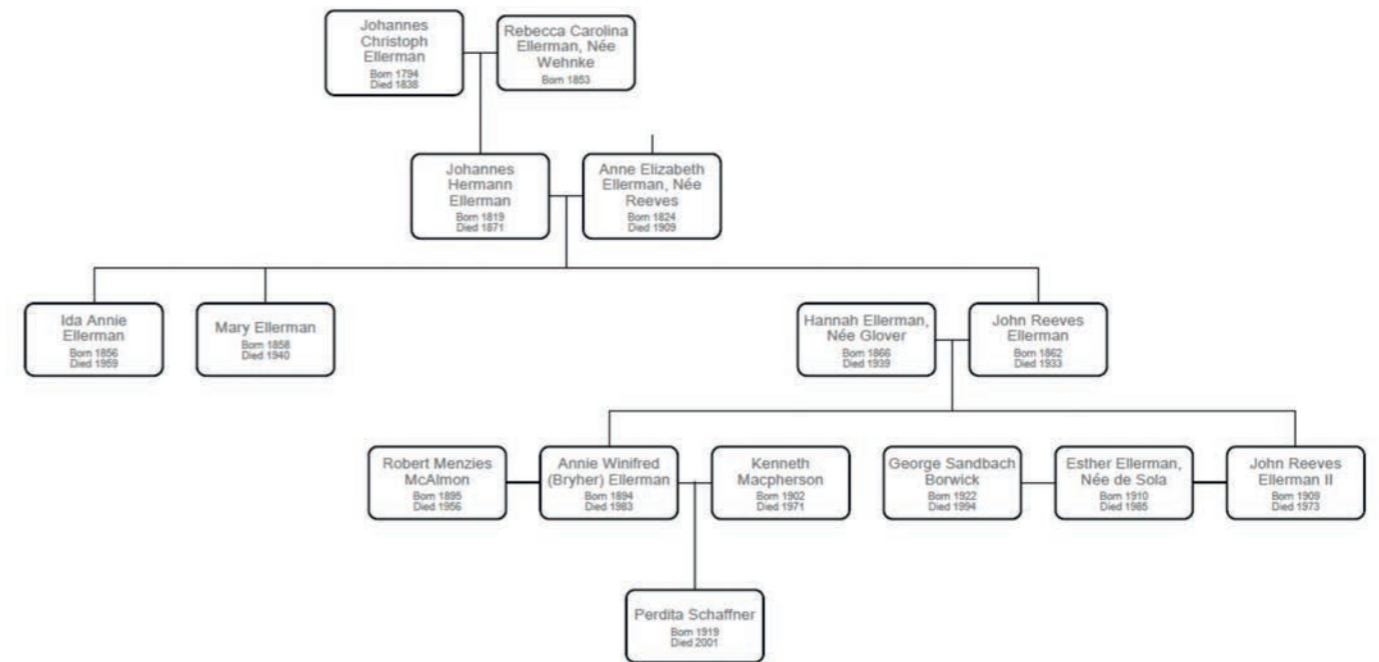 Johannes
Christoph
Ellerman
Born 1794
Died 1838
Rebecca Carolina
Ellerman, Née
Wehnke
Born 1853
Johannes
Hermann
Ellerman
Born 1819
Died 1871
Anne Elizabeth
Ellerman, Née
Reeves
Born 1824
Died 1909
Ida Annie
Ellerman
Born 1856
Died 1959
Mary Ellerman
Born 1858
Died 1940
Hannah Ellerman,
Née Glover
Born 1866
Died 1939
John Reeves
Ellerman
Born 1862
Died 1933
Robert Menzies
McAlmon
Born 1895
Died 1956
Annie Winifred
(Bryher) Ellerman
Born 1894
Died 1983
Kenneth
Macpherson
Born 1902
Died 1971
George Sandbach
Borwick
Born 1922
Died 1994
Esther Ellerman,
Née de Sola
Born 1910
Died 1985
John Reeves
Ellerman II
Born 1909
Died 1973
Perdita Schaffner
Born 1919
Died 2001